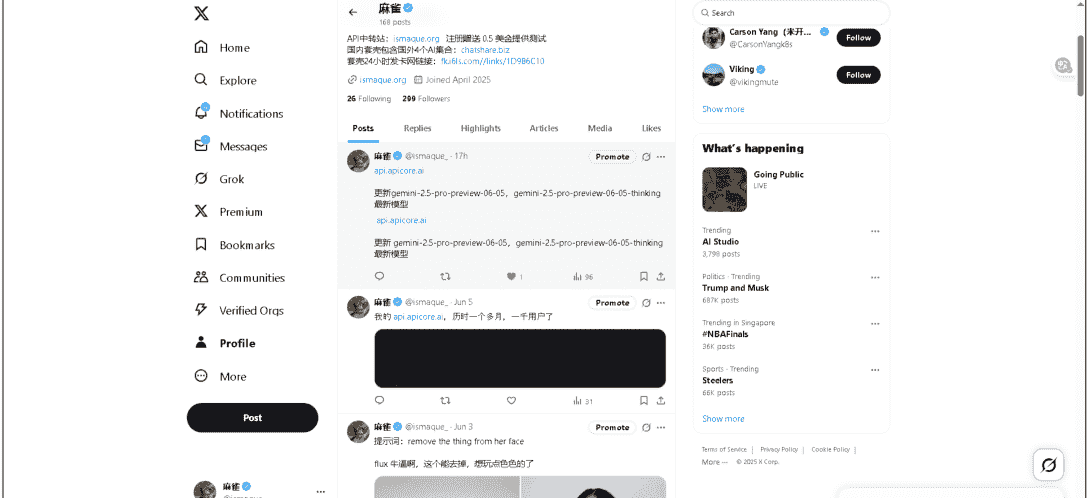 Home
Explore
Notifications
Messages
Grok
Premium
Bookmarks
Communities
Verified Orgs
Profile
More
Post
麻雀
@ismaque_
麻雀
168 posts
API中转站: ismaque.org 注册赠送 0.5 美金提供测试
国内套壳包含国外4个AI集合: chatshare.biz
套壳24小时发卡网链接:
ismaque.org Joined April 2025
26 Following 299 Followers
Posts Replies Highlights Articles Media Likes
麻雀 @ismaque_ · 17h Promote
api.apicore.ai
更新gemini-2.5-pro-preview-06-05, gemini-2.5-pro-preview-06-05-thinking
最新模型
api.apicore.ai
更新 gemini-2.5-pro-preview-06-05, gemini-2.5-pro-preview-06-05-thinking
最新模型
1 96
麻雀 @ismaque_ · Jun 5 Promote
我的 api.apicore.ai, 历时一个多月, 一千用户了
31
麻雀 @ismaque_ · Jun 3 Promote
提示词: remove the thing from her face
flux 牛逼啊, 这个能去掉, 想玩点色色的了
Search
Carson Yang
@CarsonYangk8s
Follow
Viking
@vikingmute
Follow
Show more
What's happening
Going Public
LIVE
Trending
AI Studio
3,798 posts
Politics · Trending
Trump and Musk
687K posts
Trending in Singapore
#NBAFinals
36K posts
Sports · Trending
Steelers
66K posts
Show more
Terms of Service | Privacy Policy | Cookie Policy |
More ··· © 2025 X Corp.